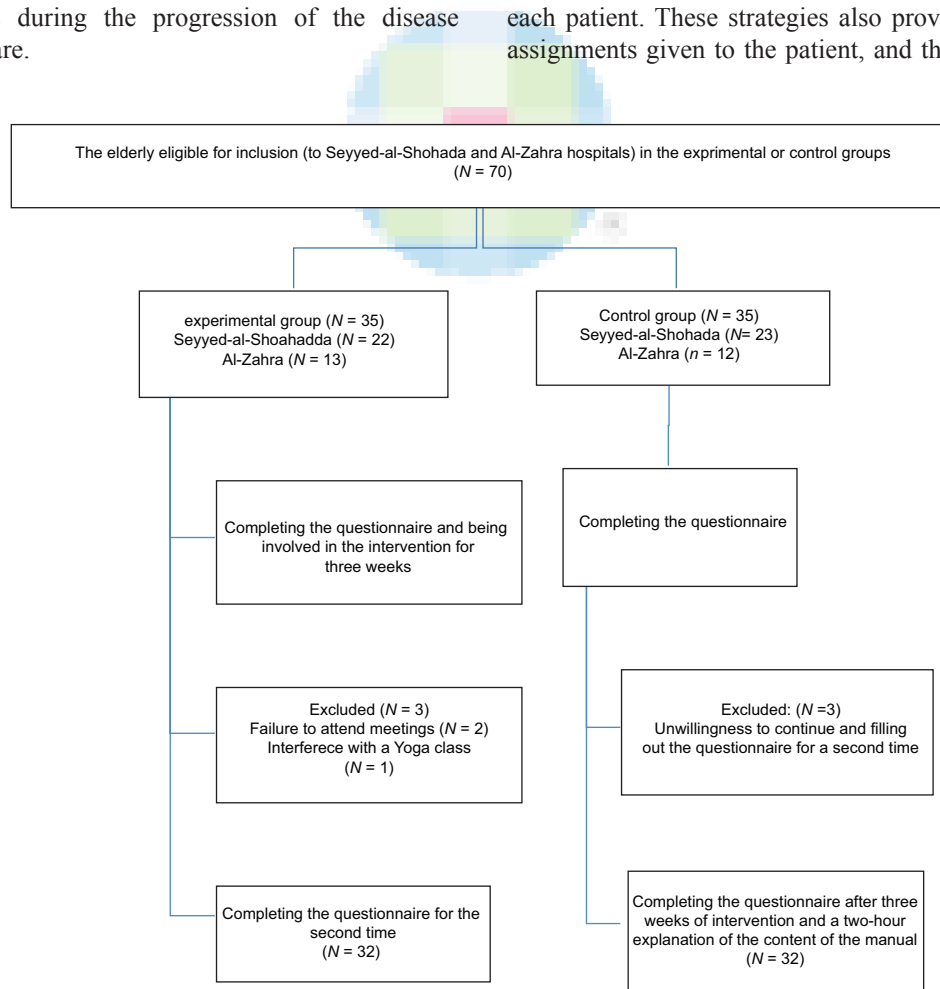 during the progression of the disease
are.
each patient. These strategies also prov
assignments given to the patient, and th
The elderly eligible for inclusion (to Seyyed-al-Shohada and Al-Zahra hospitals) in the exprimental or control groups
(N = 70)
experimental group (N = 35)
Seyyed-al-Shoahadda (N = 22)
Al-Zahra (N = 13)
Control group (N = 35)
Seyyed-al-Shohada (N= 23)
Al-Zahra (n = 12)
Completing the questionnaire and being
involved in the intervention for
three weeks
Completing the questionnaire
Excluded (N = 3)
Failure to attend meetings (N = 2)
Interferece with a Yoga class
(N = 1)
Excluded: (N =3)
Unwillingness to continue and filling
out the questionnaire for a second time
Completing the questionnaire for the
second time
(N = 32)
Completing the questionnaire after three
weeks of intervention and a two-hour
explanation of the content of the manual
(N = 32)